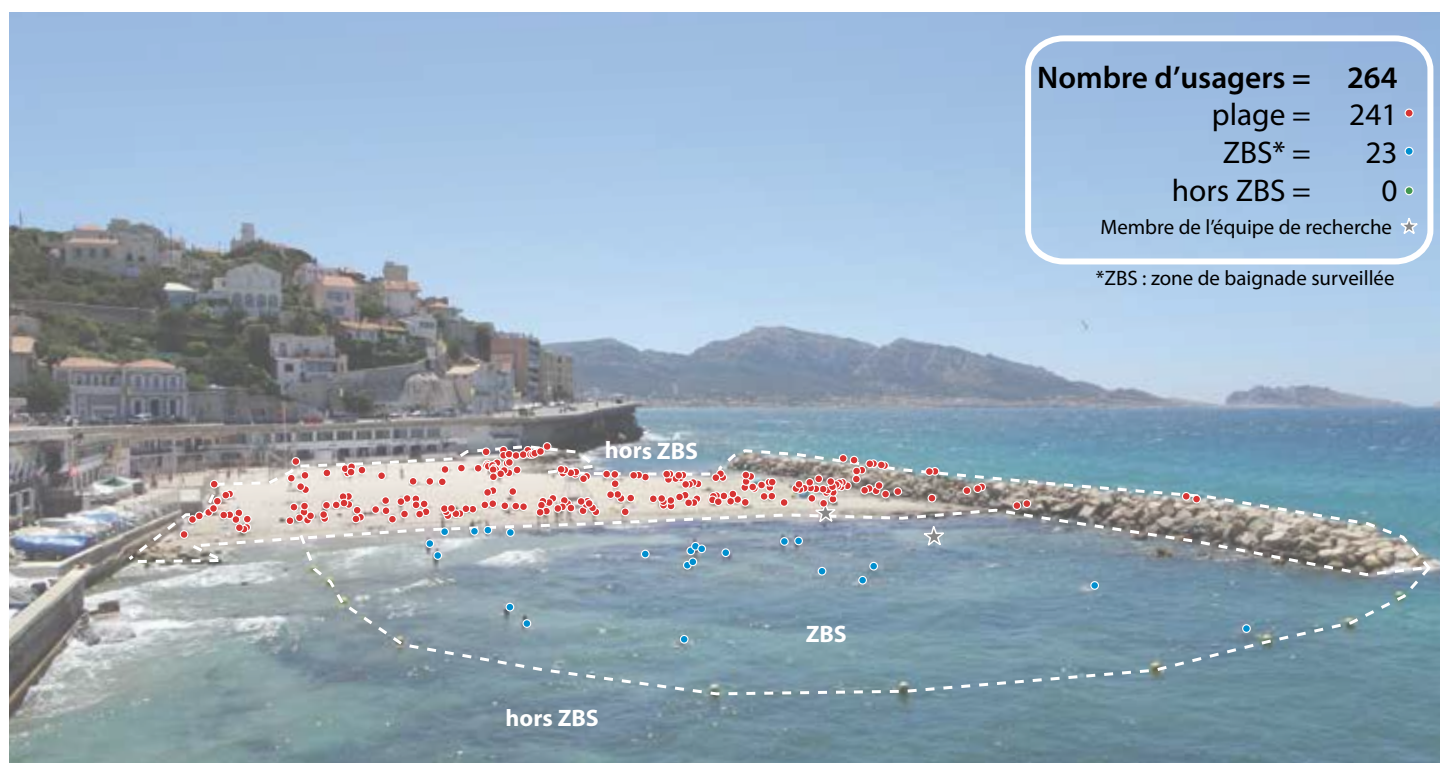 Nombre d’usagers = 264
plage = 241
ZBS* = 23
hors ZBS = 0
Membre de l’équipe de recherche
*ZBS : zone de baignade surveillée
hors ZBS
ZBS
hors ZBS